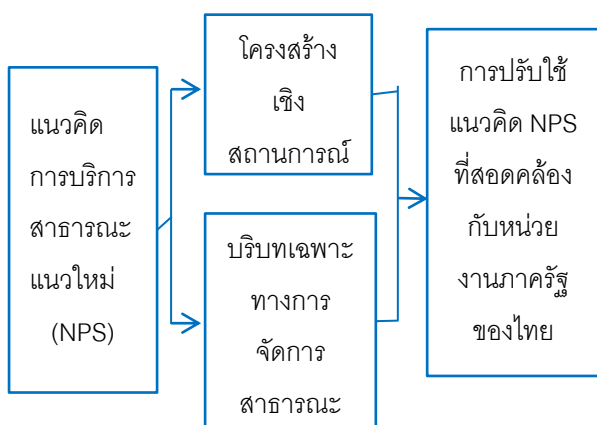 แนวคิด
การบริการ
สาธารณะ
แนวใหม่
(NPS)
โครงสร้าง
เชิง
สถานการณ์
บริบทเฉพาะ
ทางการ
จัดการ
สาธารณะ
การปรับใช้
แนวคิด NPS
ที่สอดคล้อง
กับหน่วย
งานภาครัฐ
ของไทย